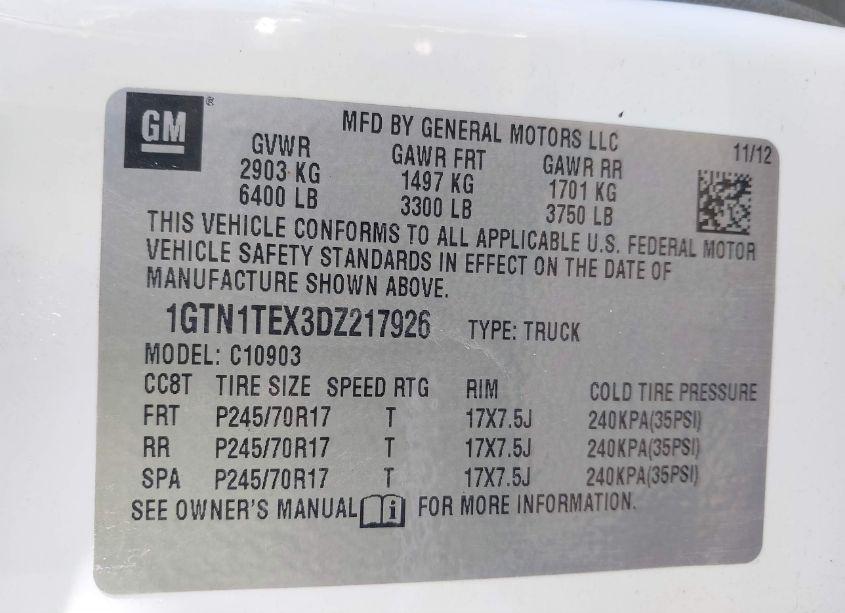 GM ®
MFD BY GENERAL MOTORS LLC 11/12
GVWR GAWR FRT GAWR RR
2903 KG 1497 KG 1701 KG
6400 LB 3300 LB 3750 LB
THIS VEHICLE CONFORMS TO ALL APPLICABLE U.S. FEDERAL MOTOR
VEHICLE SAFETY STANDARDS IN EFFECT ON THE DATE OF
MANUFACTURE SHOWN ABOVE.
1GTN1TEX3DZ217926 TYPE: TRUCK
MODEL: C10903
CC8T TIRE SIZE SPEED RTG RIM COLD TIRE PRESSURE
FRT P245/70R17 T 17X7.5J 240KPA(35PSI)
RR P245/70R17 T 17X7.5J 240KPA(35PSI)
SPA P245/70R17 T 17X7.5J 240KPA(35PSI)
SEE OWNER'S MANUAL i FOR MORE INFORMATION.